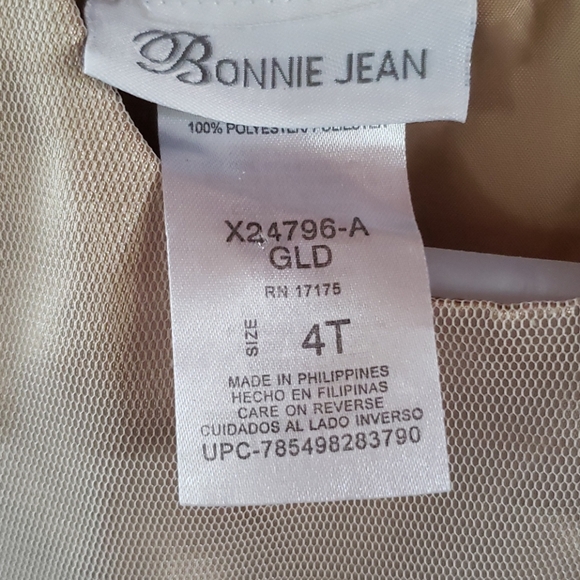 BONNIE JEAN
100% POLYESTER/POLIESTER
X24796-A
GLD
RN 17175
SIZE 4T
MADE IN PHILIPPINES
HECHO EN FILIPINAS
CARE ON REVERSE
CUIDADOS AL LADO INVERSO
UPC-785498283790